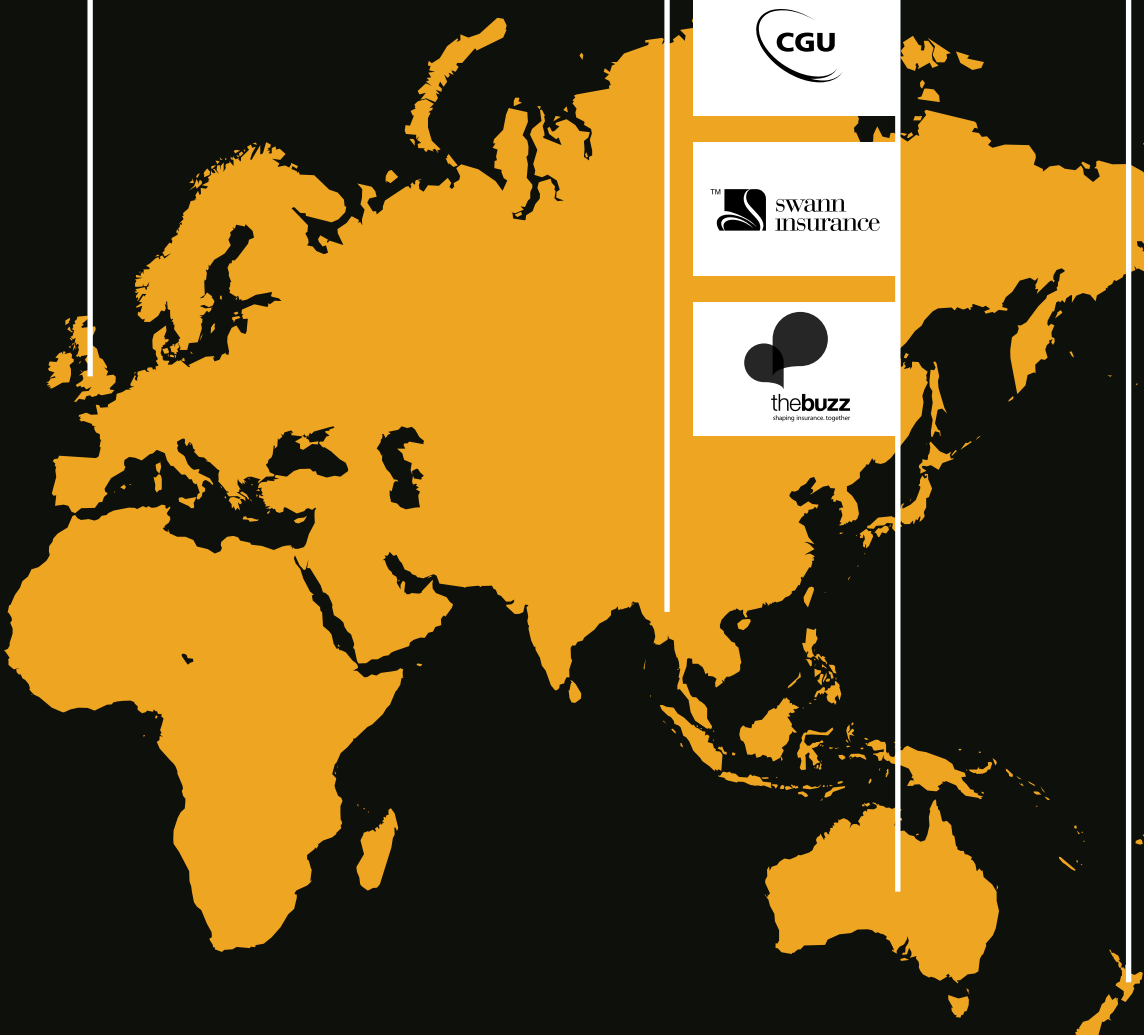 CGU
TM
swann
insurance
thebuzz
shaping insurance. together